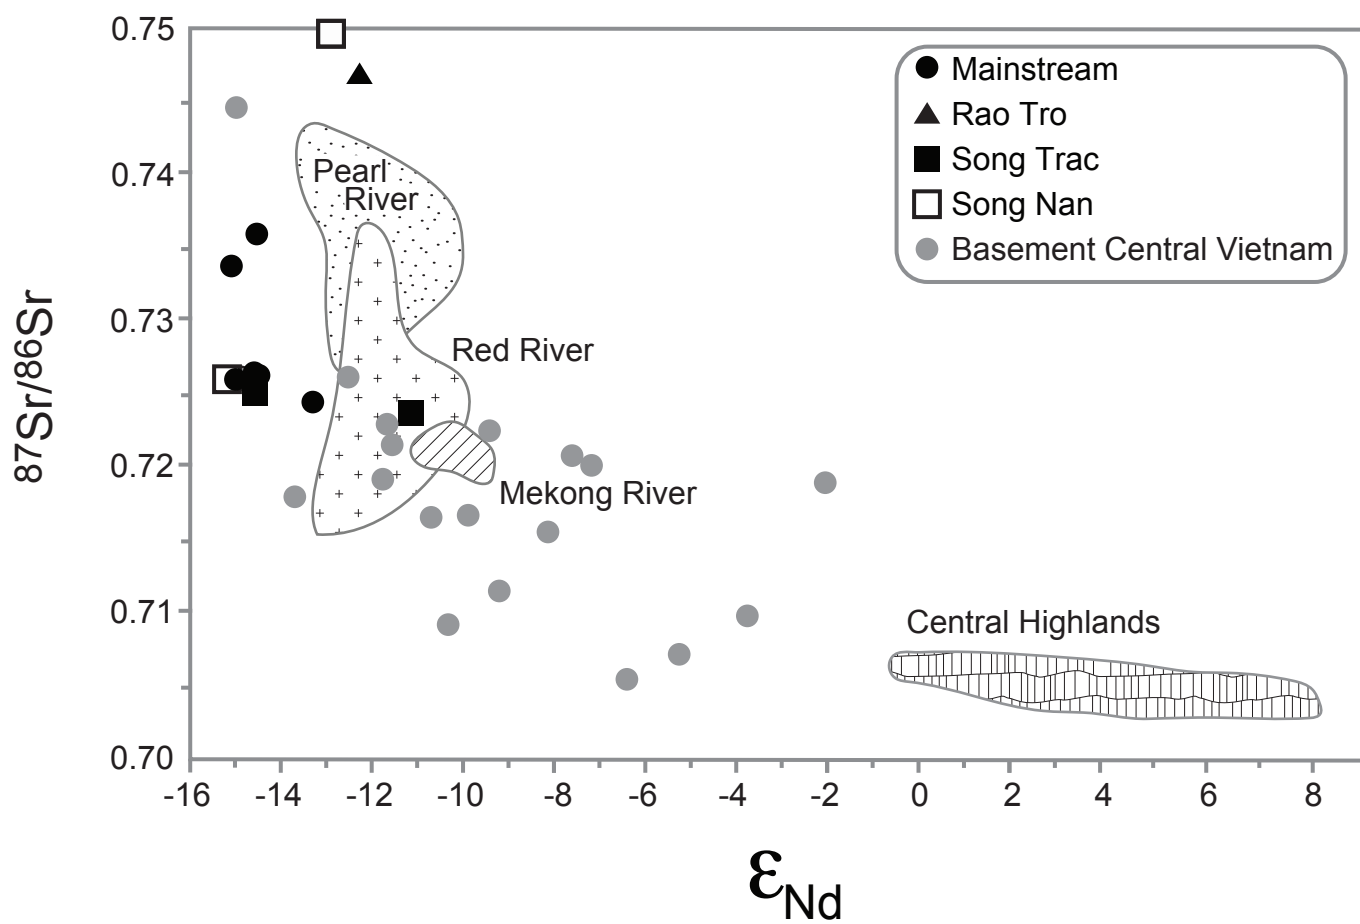 0.75
0.74
0.73
0.72
0.71
0.70
87Sr/86Sr
Mainstream
Rao Tro
Song Trac
Song Nan
Basement Central Vietnam
Pearl
River
Red River
Mekong River
Central Highlands
-16 -14 -12 -10 -8 -6 -4 -2 0 2 4 6 8
εNd